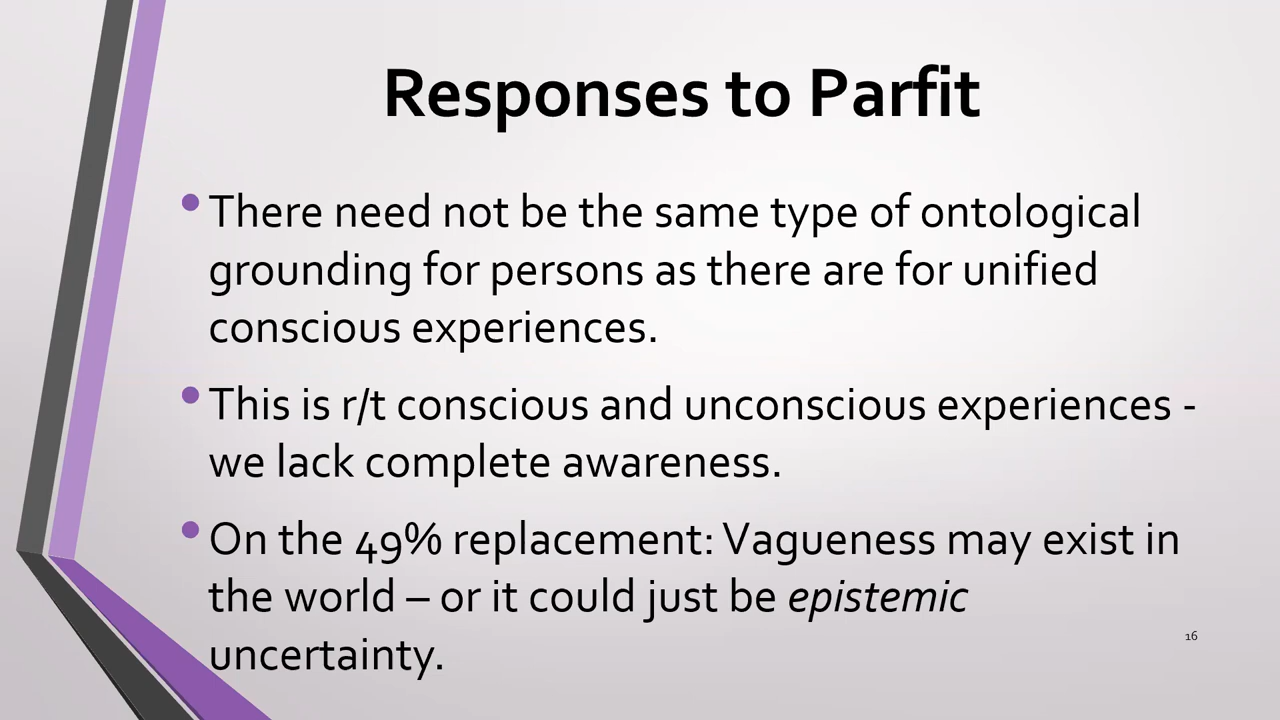 Responses to Parfit
• There need not be the same type of ontological
grounding for persons as there are for unified
conscious experiences.
• This is r/t conscious and unconscious experiences -
we lack complete awareness.
• On the 49% replacement: Vagueness may exist in
the world – or it could just be epistemic
uncertainty.
16